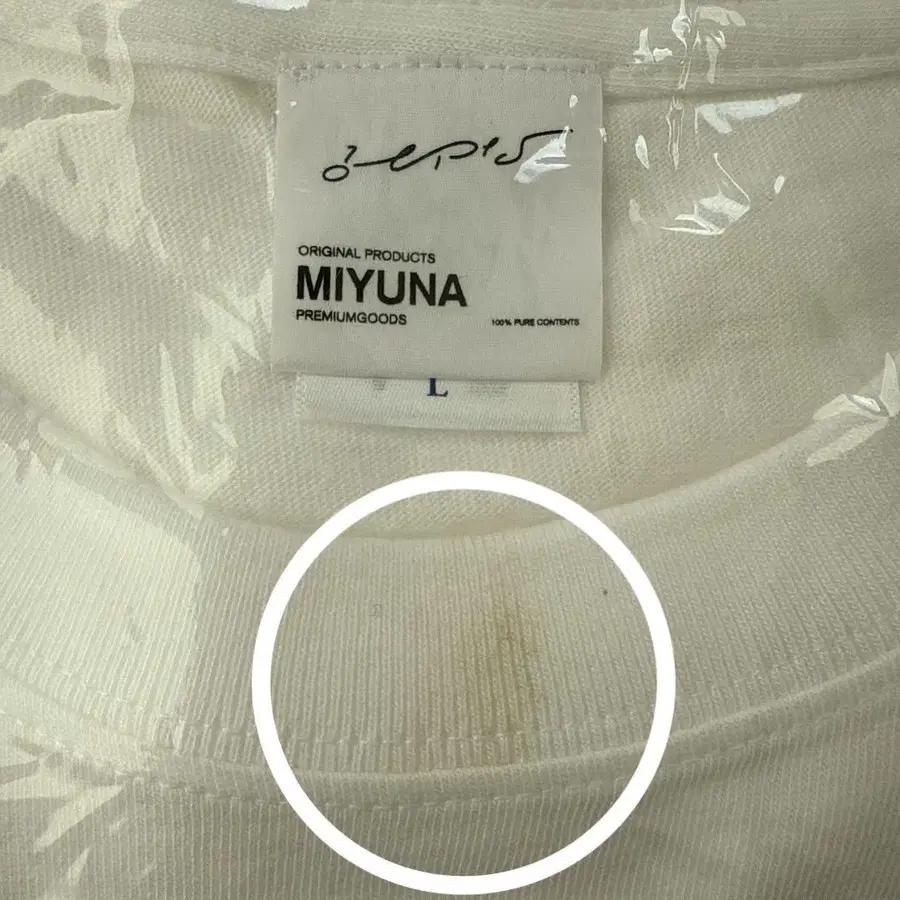 ORIGINAL PRODUCTS
MIYUNA
PREMIUMGOODS
100% PURE CONTENTS
L